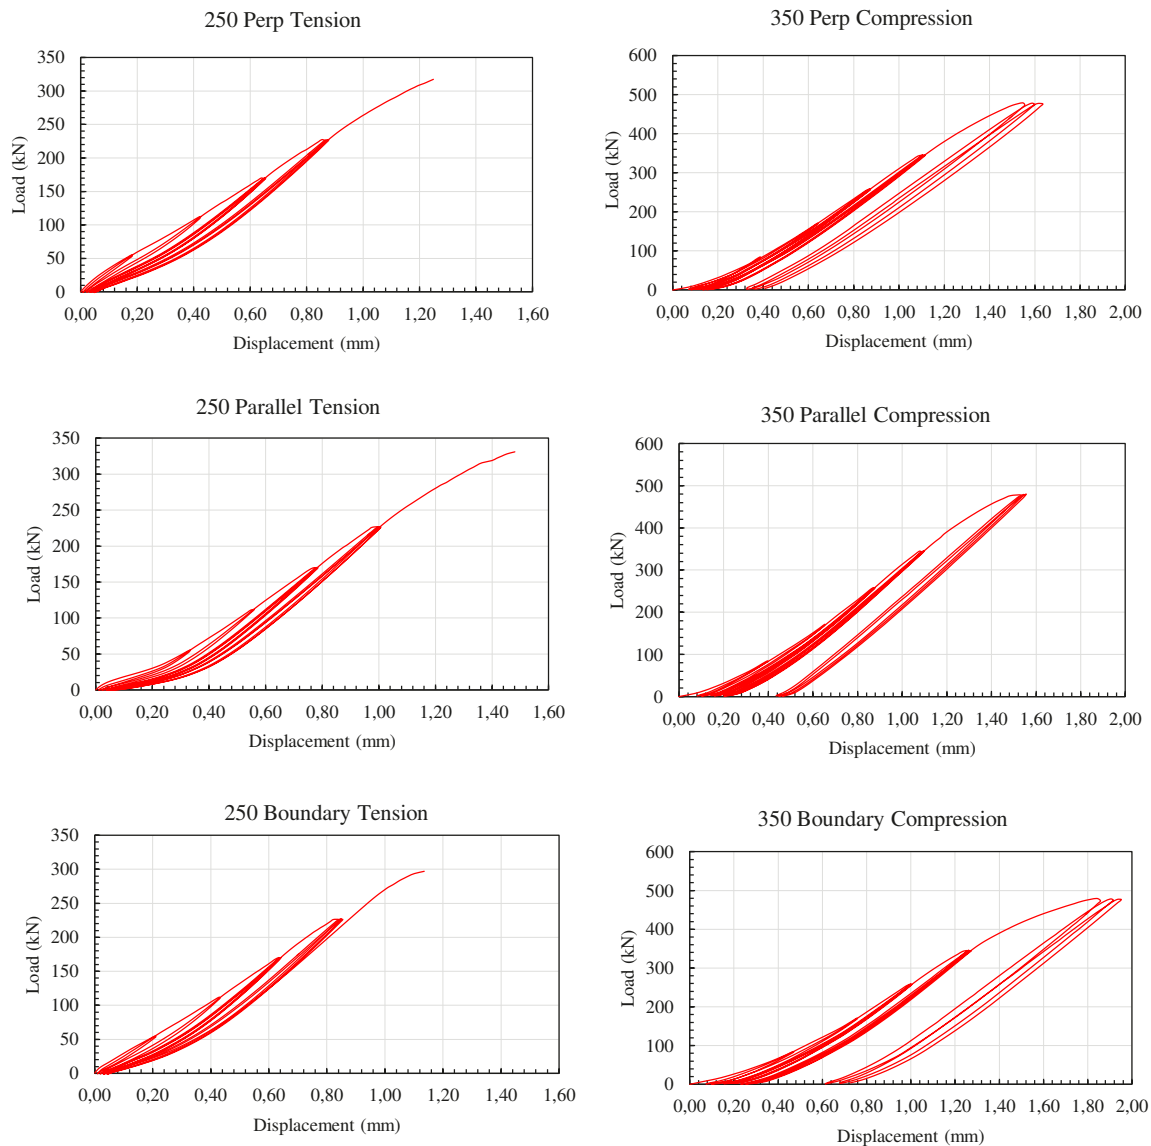 250 Perp Tension
350
300
250
200
150
100
50
0
Load (kN)
0,00 0,20 0,40 0,60 0,80 1,00 1,20 1,40 1,60
Displacement (mm)
350 Perp Compression
600
500
400
300
200
100
0
Load (kN)
0,00 0,20 0,40 0,60 0,80 1,00 1,20 1,40 1,60 1,80 2,00
Displacement (mm)
250 Parallel Tension
350
300
250
200
150
100
50
0
Load (kN)
0,00 0,20 0,40 0,60 0,80 1,00 1,20 1,40 1,60
Displacement (mm)
350 Parallel Compression
600
500
400
300
200
100
0
Load (kN)
0,00 0,20 0,40 0,60 0,80 1,00 1,20 1,40 1,60 1,80 2,00
Displacement (mm)
250 Boundary Tension
350
300
250
200
150
100
50
0
Load (kN)
0,00 0,20 0,40 0,60 0,80 1,00 1,20 1,40 1,60
Displacement (mm)
350 Boundary Compression
600
500
400
300
200
100
0
Load (kN)
0,00 0,20 0,40 0,60 0,80 1,00 1,20 1,40 1,60 1,80 2,00
Displacement (mm)